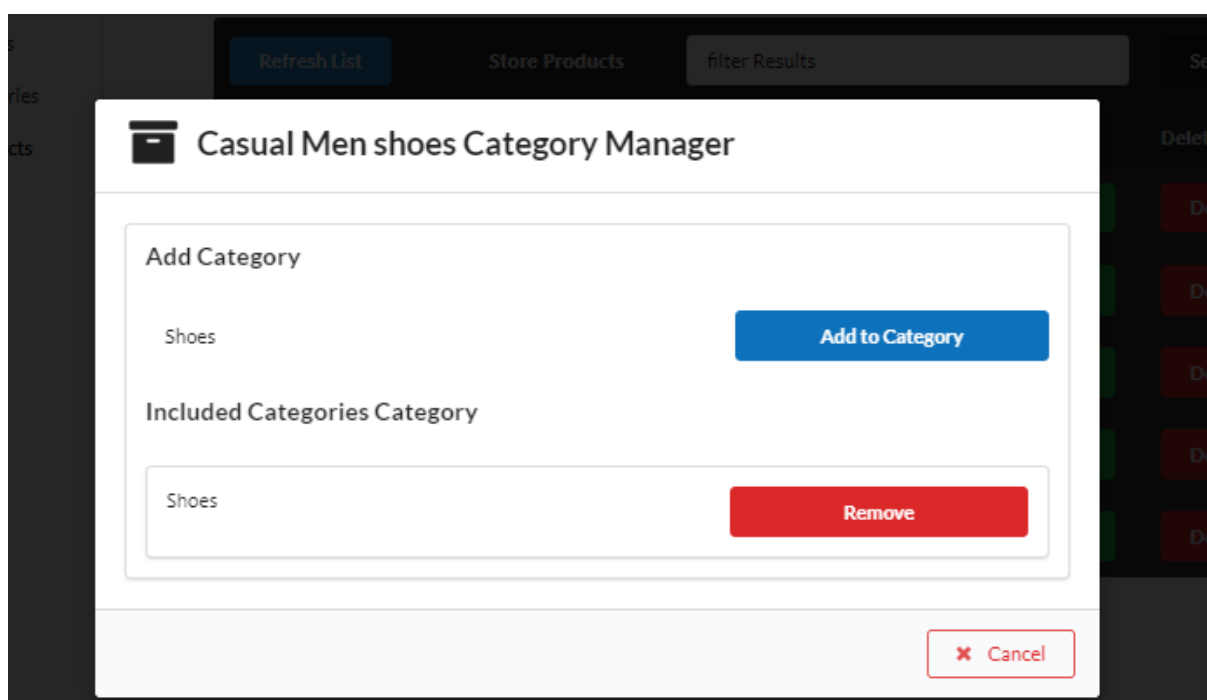 Refresh List
Store Products
filter Results
Casual Men shoes Category Manager
Add Category
Shoes
Add to Category
Included Categories Category
Shoes
Remove
Cancel